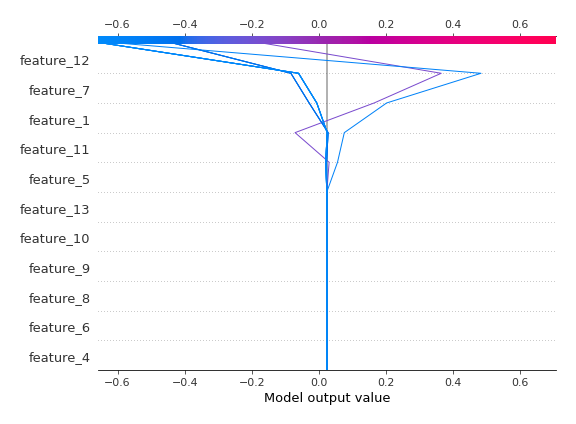 −0.6 −0.4 −0.2 0.0 0.2 0.4 0.6
feature_12
feature_7
feature_1
feature_11
feature_5
feature_13
feature_10
feature_9
feature_8
feature_6
feature_4
−0.6 −0.4 −0.2 0.0 0.2 0.4 0.6
Model output value